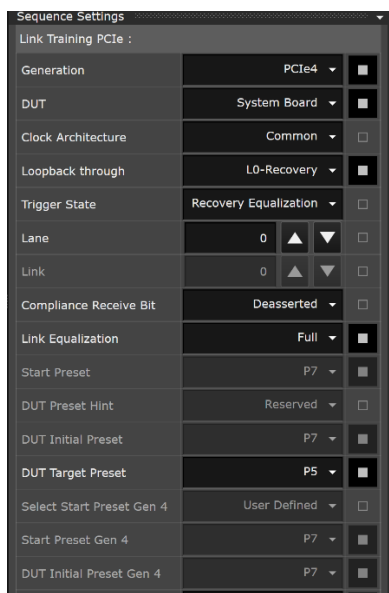 Sequence Settings
Link Training PCIe :
Generation PCIe4
DUT System Board
Clock Architecture Common
Loopback through L0-Recovery
Trigger State Recovery Equalization
Lane 0
Link 0
Compliance Receive Bit Deasserted
Link Equalization Full
Start Preset P7
DUT Preset Hint Reserved
DUT Initial Preset P7
DUT Target Preset P5
Select Start Preset Gen 4 User Defined
Start Preset Gen 4 P7
DUT Initial Preset Gen 4 P7